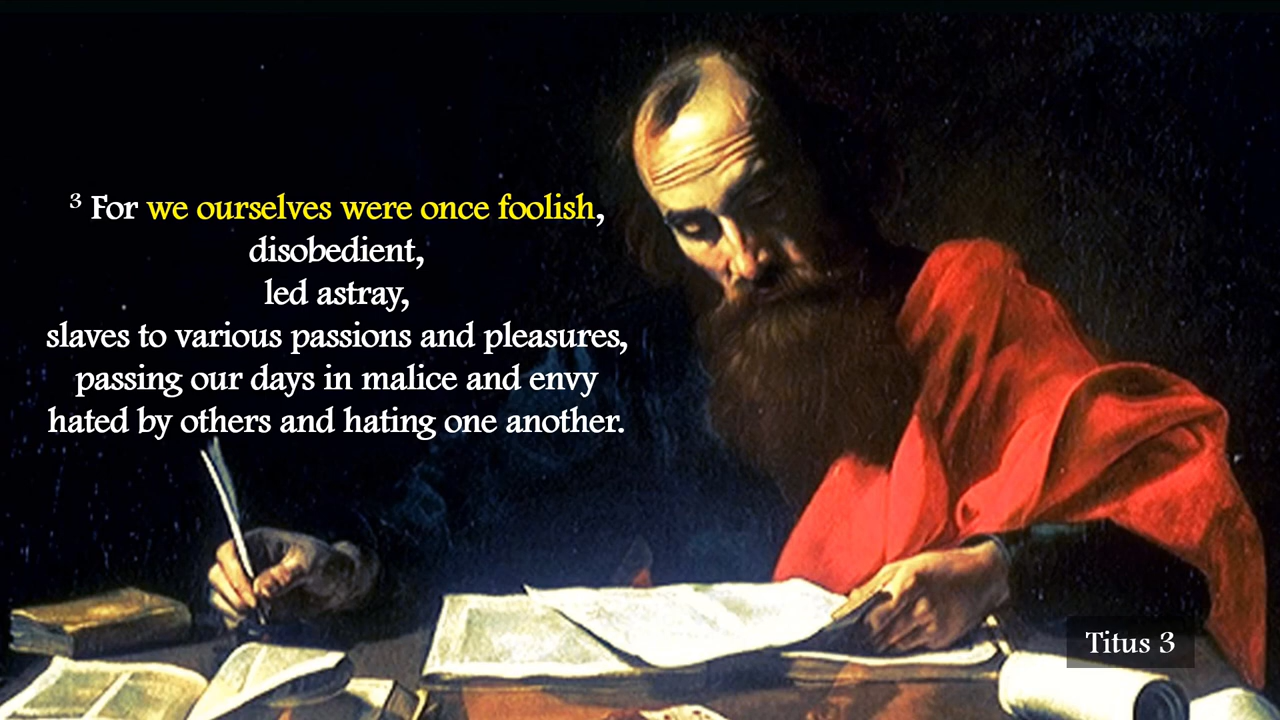 ³ For we ourselves were once foolish,
disobedient,
led astray,
slaves to various passions and pleasures,
passing our days in malice and envy
hated by others and hating one another.
Titus 3